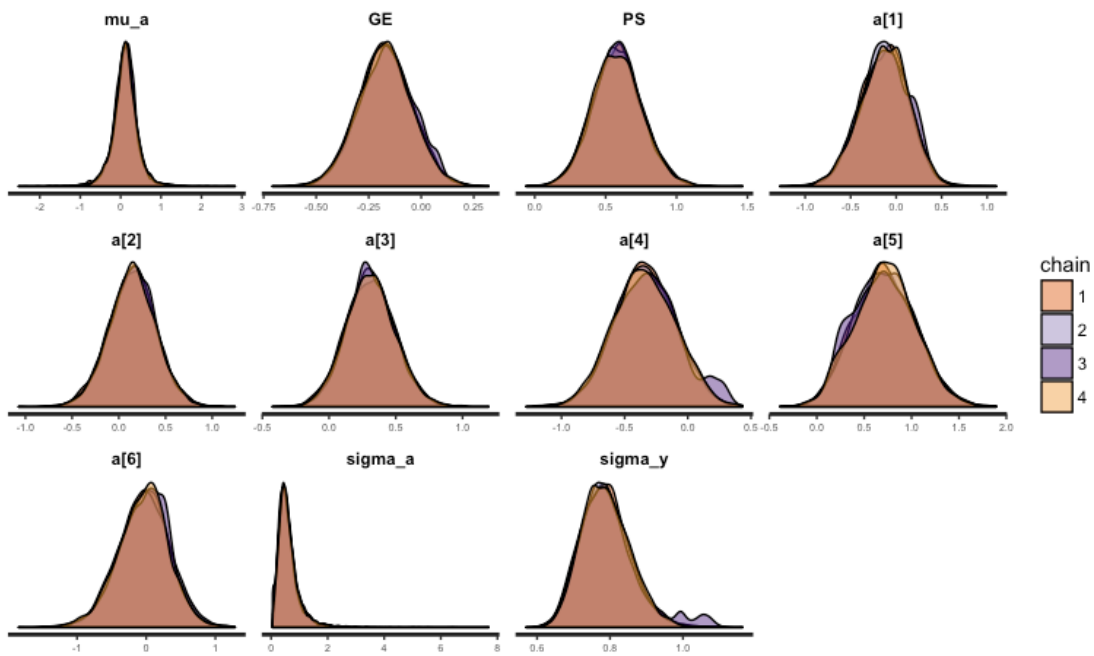 mu_a GE PS a[1]
-2 -1 0 1 2 3 -0.75 -0.50 -0.25 0.00 0.25 0.0 0.5 1.0 1.5 -1.0 -0.5 0.0 0.5 1.0
a[2] a[3] a[4] a[5]
-1.0 -0.5 0.0 0.5 1.0 -0.5 0.0 0.5 1.0 -1.0 -0.5 0.0 0.5 -0.5 0.0 0.5 1.0 1.5 2.0
a[6] sigma_a sigma_y
-1 0 1 0 2 4 6 8 0.6 0.8 1.0
chain
1
2
3
4